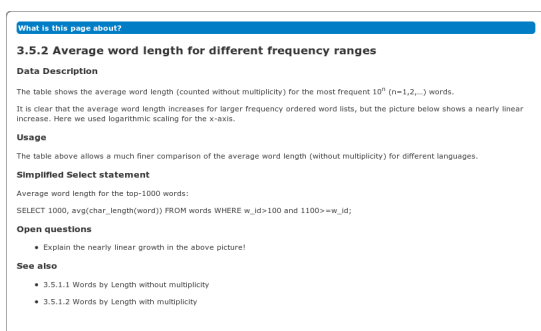 What is this page about?
3.5.2 Average word length for different frequency ranges
Data Description
The table shows the average word length (counted without multiplicity) for the most frequent 10ⁿ (n=1,2,...) words.
It is clear that the average word length increases for larger frequency ordered word lists, but the picture below shows a nearly linear
increase. Here we used logarithmic scaling for the x-axis.
Usage
The table above allows a much finer comparison of the average word length (without multiplicity) for different languages.
Simplified Select statement
Average word length for the top-1000 words:
SELECT 1000, avg(char_length(word)) FROM words WHERE w_id>100 and 1100>=w_id;
Open questions
• Explain the nearly linear growth in the above picture!
See also
• 3.5.1.1 Words by Length without multiplicity
• 3.5.1.2 Words by Length with multiplicity